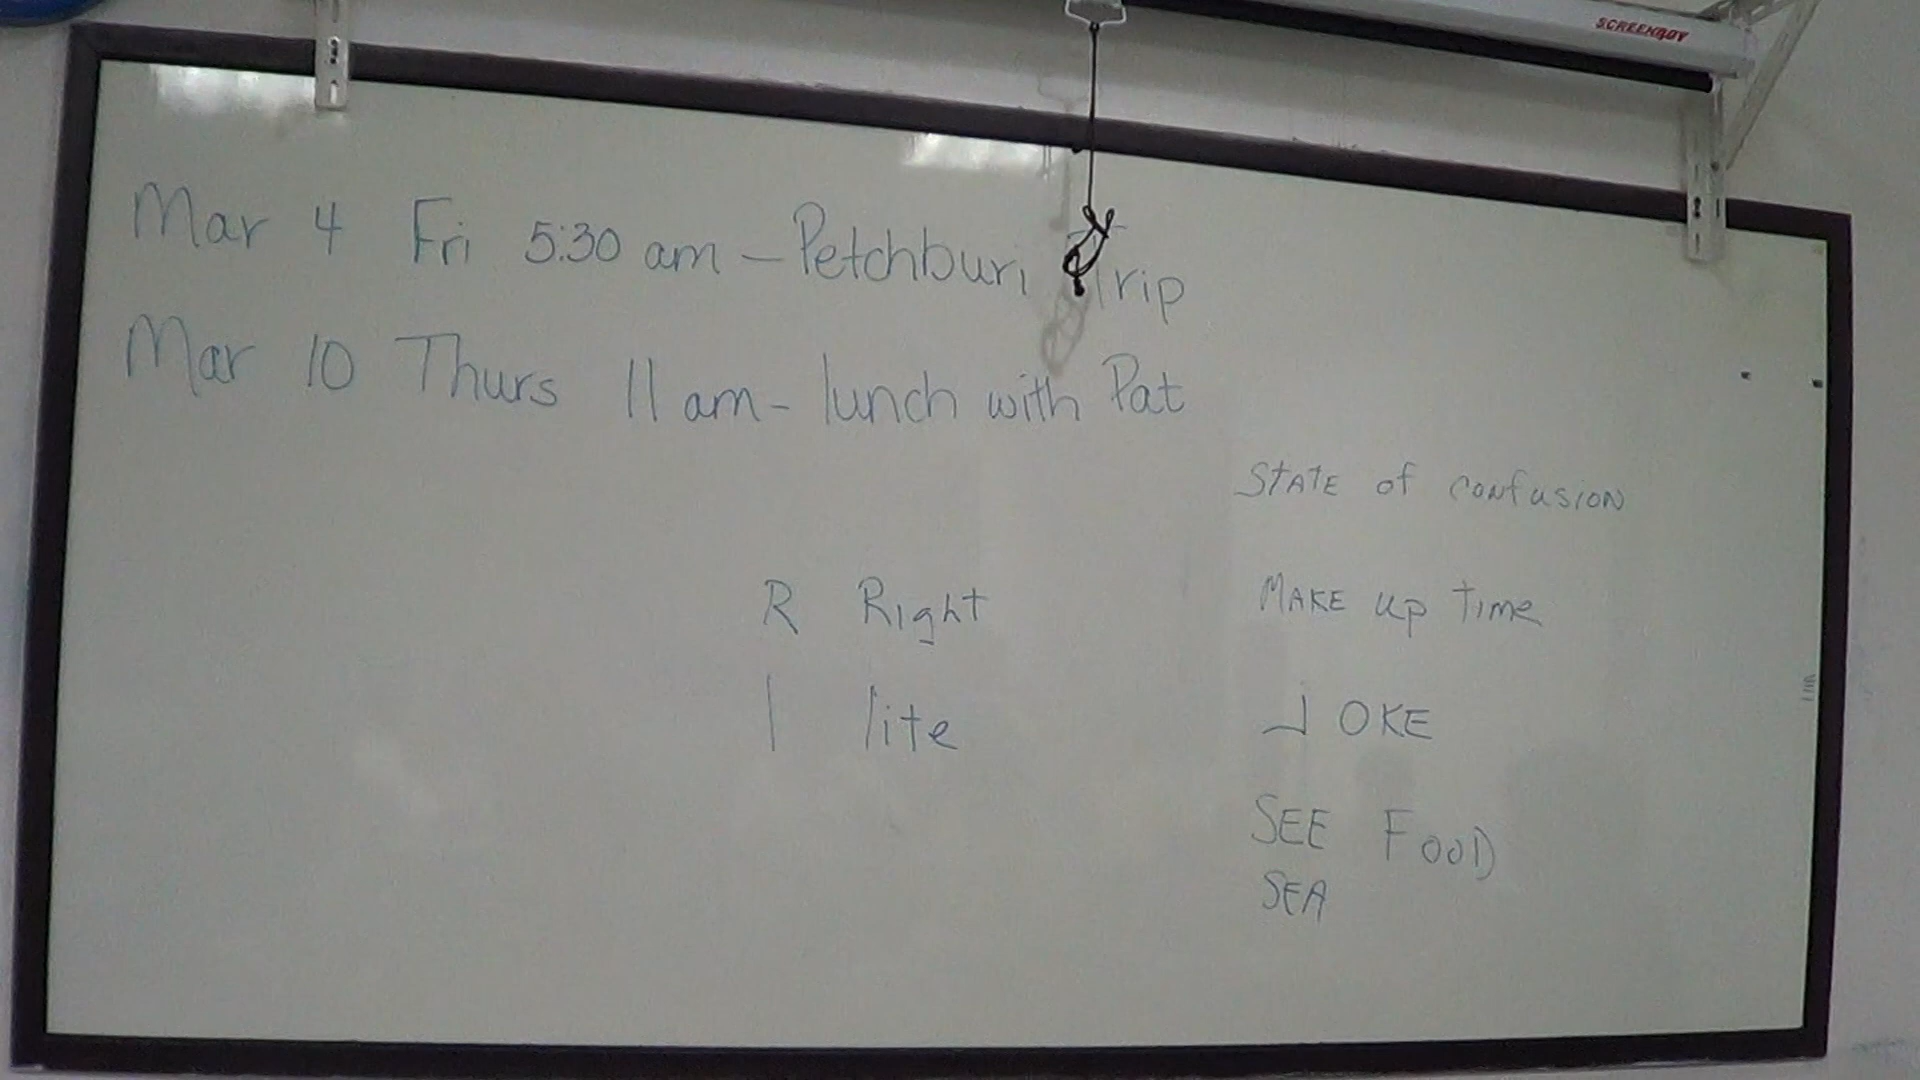 SCREENBOY
Mar 4 Fri 5:30 am – Petchburi Trip
Mar 10 Thurs 11 am – lunch with Pat
STATE of confusion
R Right
MAKE up Time
l lite
JOKE
SEE FOOD
SEA